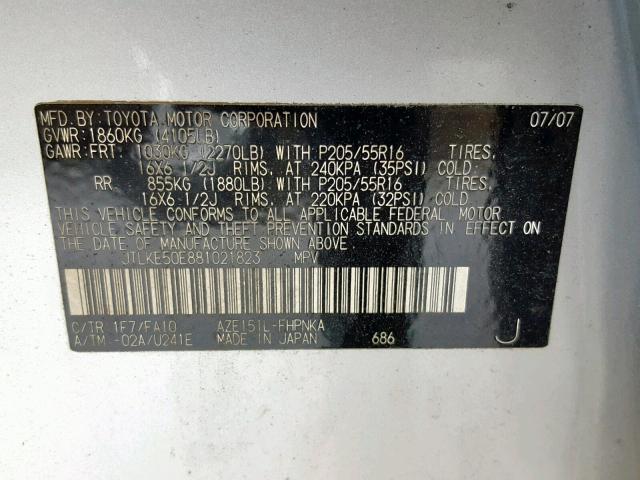 MFD. BY: TOYOTA MOTOR CORPORATION 07/07
GVWR: 1860KG (4105LB)
GAWR: FRT 1030KG (2270LB) WITH P205/55R16 TIRES,
16X6 1/2J RIMS, AT 240KPA (35PSI) COLD
RR 855KG (1880LB) WITH P205/55R16 TIRES,
16X6 1/2J RIMS, AT 220KPA (32PSI) COLD
THIS VEHICLE CONFORMS TO ALL APPLICABLE FEDERAL MOTOR
VEHICLE SAFETY AND THEFT PREVENTION STANDARDS IN EFFECT ON
THE DATE OF MANUFACTURE SHOWN ABOVE.
JTLKE50E881021823 MPV
C/TR 1F7/FA10 AZE151L-FHPNKA
A/TM -02A/U241E MADE IN JAPAN 686 J